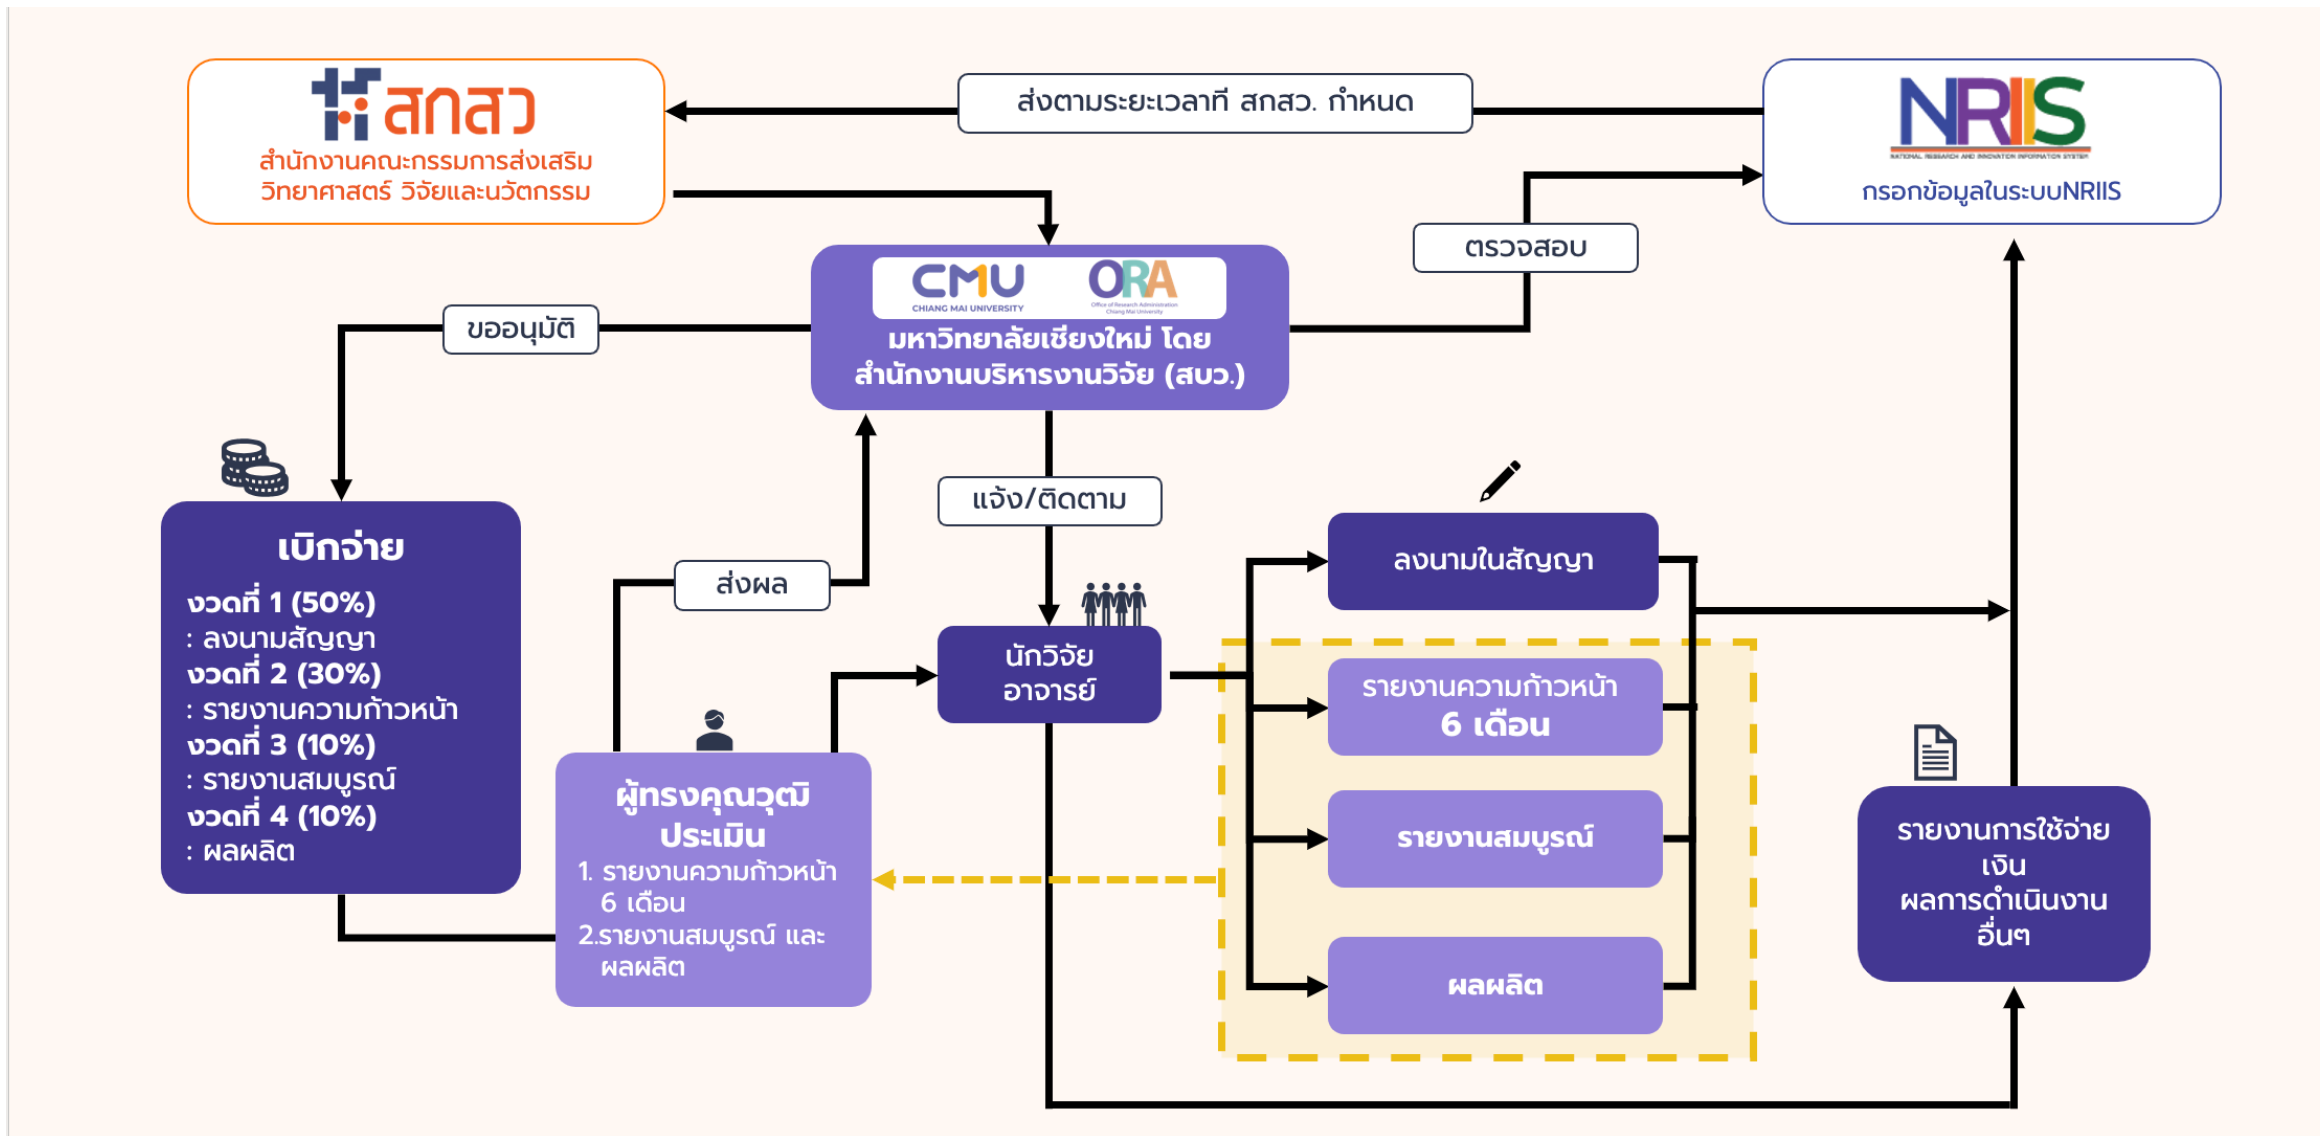 สกสว
สำนักงานคณะกรรมการส่งเสริม
วิทยาศาสตร์ วิจัยและนวัตกรรม
ส่งตามระยะเวลาที่ สกสว. กำหนด
NRIIS
NATIONAL RESEARCH AND INNOVATION INFORMATION SYSTEM
กรอกข้อมูลในระบบNRIIS
ตรวจสอบ
CMU
CHIANG MAI UNIVERSITY
ORA
Office of Research Administration
Chiang Mai University
มหาวิทยาลัยเชียงใหม่ โดย
สำนักงานบริหารงานวิจัย (สบว.)
ขออนุมัติ
แจ้ง/ติดตาม
ส่งผล
เบิกจ่าย
งวดที่ 1 (50%)
: ลงนามสัญญา
งวดที่ 2 (30%)
: รายงานความก้าวหน้า
งวดที่ 3 (10%)
: รายงานสมบูรณ์
งวดที่ 4 (10%)
: ผลผลิต
ผู้ทรงคุณวุฒิ
ประเมิน
1. รายงานความก้าวหน้า
6 เดือน
2.รายงานสมบูรณ์ และ
ผลผลิต
นักวิจัย
อาจารย์
ลงนามในสัญญา
รายงานความก้าวหน้า
6 เดือน
รายงานสมบูรณ์
ผลผลิต
รายงานการใช้จ่าย
เงิน
ผลการดำเนินงาน
อื่นๆ